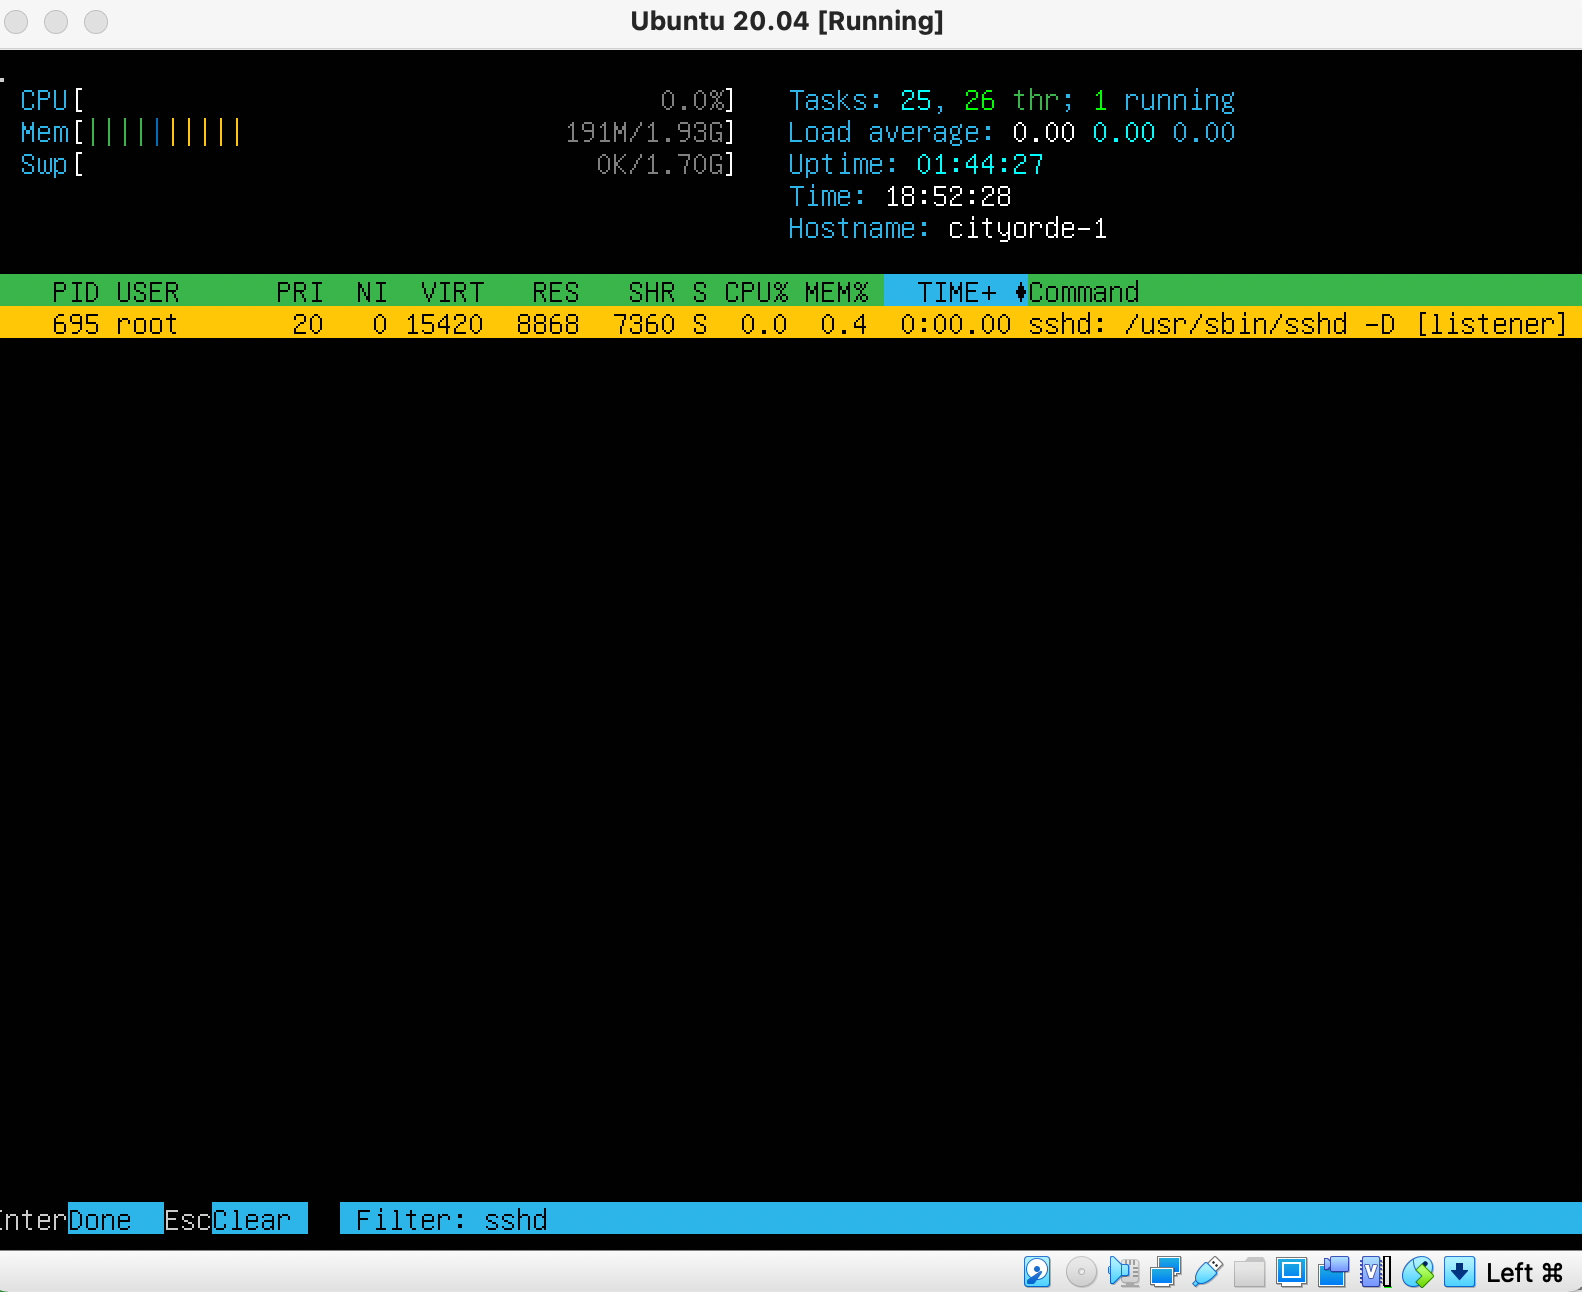 Ubuntu 20.04 [Running]
CPU[ 0.0%] Tasks: 25, 26 thr; 1 running
Mem[|||||||||| 191M/1.93G] Load average: 0.00 0.00 0.00
Swp[ 0K/1.70G] Uptime: 01:44:27
Time: 18:52:28
Hostname: cityorde-1
PID USER PRI NI VIRT RES SHR S CPU% MEM% TIME+ Command
695 root 20 0 15420 8868 7360 S 0.0 0.4 0:00.00 sshd: /usr/sbin/sshd -D [listener]
EnterDone EscClear Filter: sshd
Left ⌘